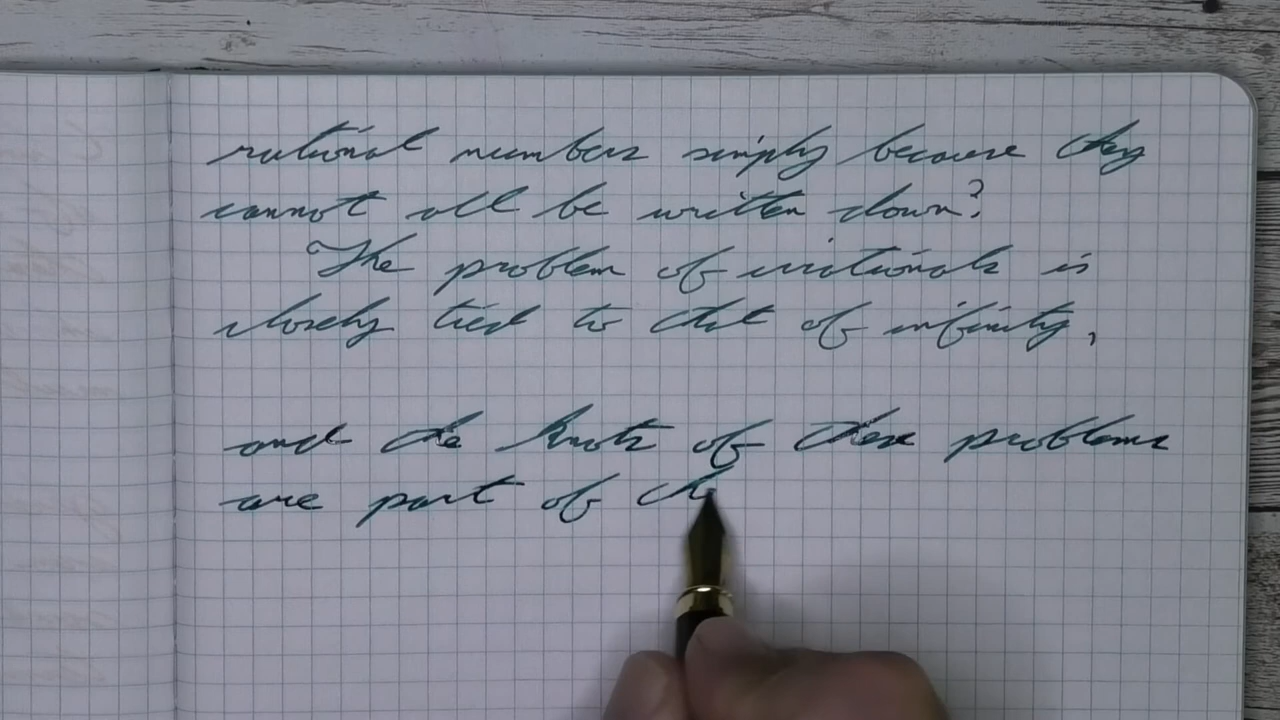 rational numbers simply because they
cannot all be written down?
The problem of irrationals is
closely tied to that of infinity,
and the knots of these problems
are part of